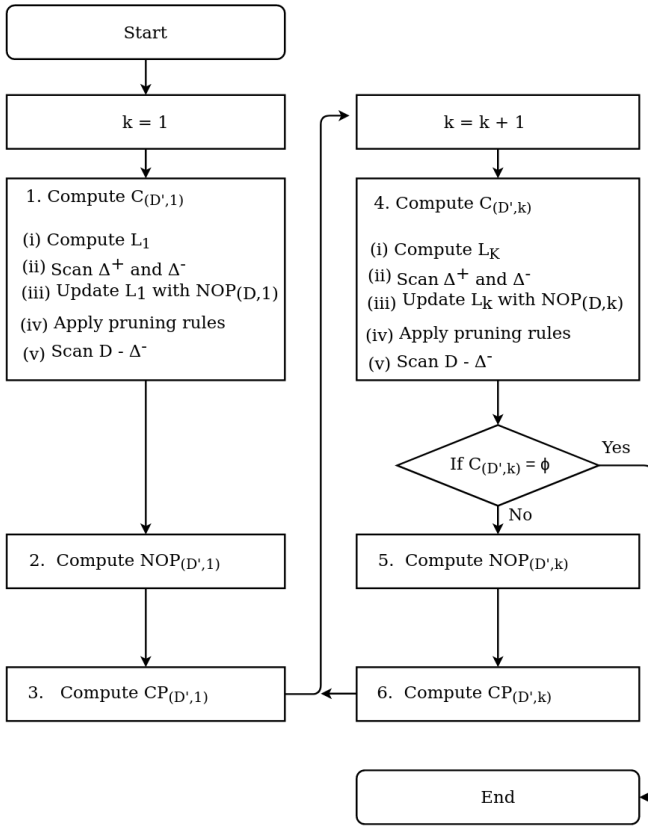 Start
k = 1
1. Compute C(D',1)
(i) Compute L1
(ii) Scan Δ+ and Δ-
(iii) Update L1 with NOP(D,1)
(iv) Apply pruning rules
(v) Scan D - Δ-
2. Compute NOP(D',1)
3. Compute CP(D',1)
k = k + 1
4. Compute C(D',k)
(i) Compute LK
(ii) Scan Δ+ and Δ-
(iii) Update Lk with NOP(D,k)
(iv) Apply pruning rules
(v) Scan D - Δ-
If C(D',k) = ϕ
Yes
No
5. Compute NOP(D',k)
6. Compute CP(D',k)
End